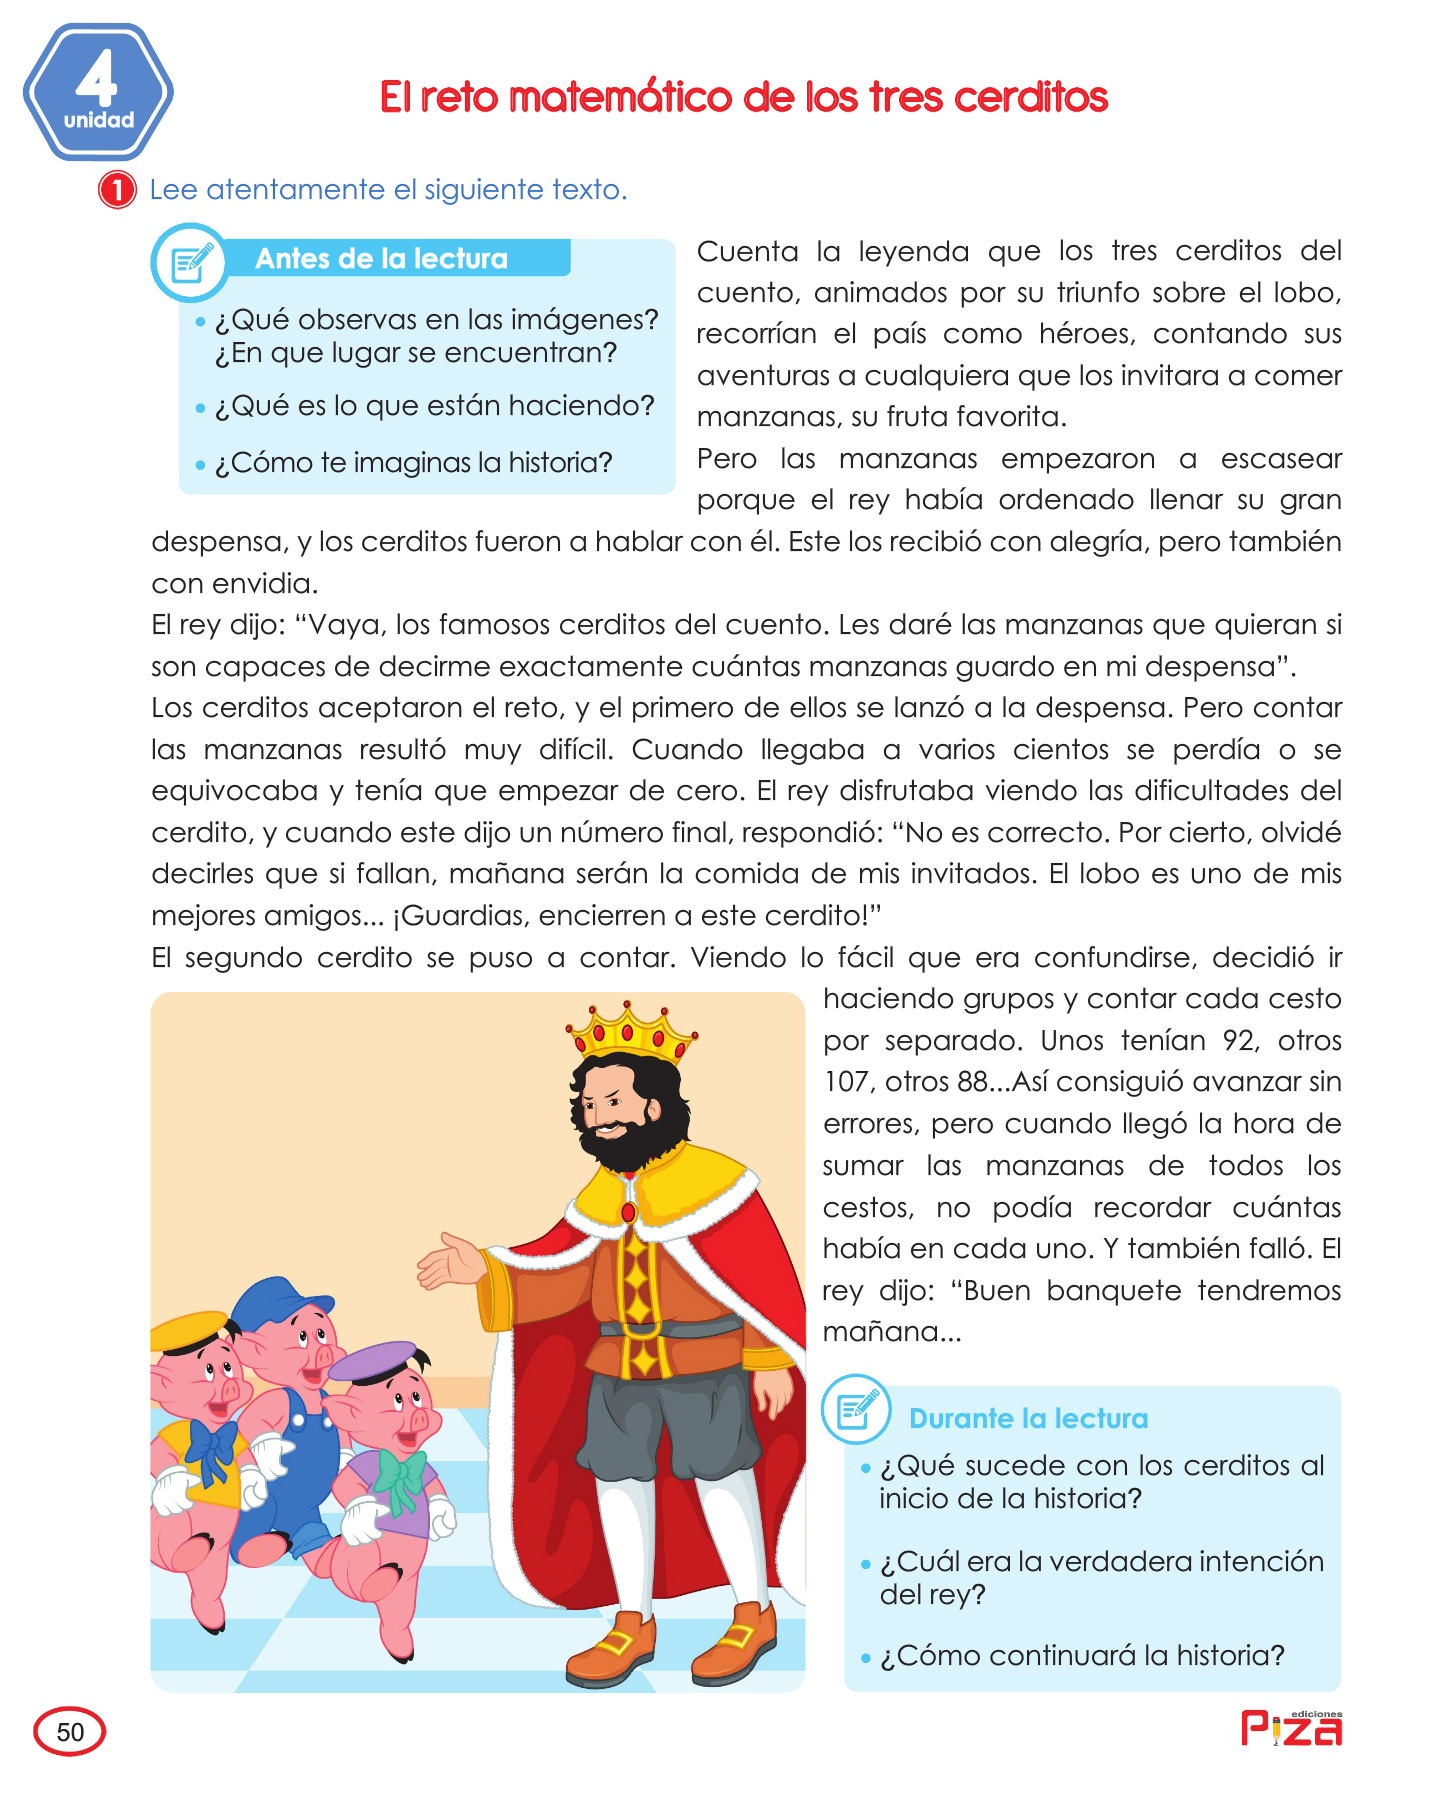 4
unidad
El reto matemático de los tres cerditos
1 Lee atentamente el siguiente texto.
Antes de la lectura
• ¿Qué observas en las imágenes?
¿En que lugar se encuentran?
• ¿Qué es lo que están haciendo?
• ¿Cómo te imaginas la historia?
Cuenta la leyenda que los tres cerditos del
cuento, animados por su triunfo sobre el lobo,
recorrían el país como héroes, contando sus
aventuras a cualquiera que los invitara a comer
manzanas, su fruta favorita.
Pero las manzanas empezaron a escasear
porque el rey había ordenado llenar su gran
despensa, y los cerditos fueron a hablar con él. Este los recibió con alegría, pero también
con envidia.
El rey dijo: “Vaya, los famosos cerditos del cuento. Les daré las manzanas que quieran si
son capaces de decirme exactamente cuántas manzanas guardo en mi despensa”.
Los cerditos aceptaron el reto, y el primero de ellos se lanzó a la despensa. Pero contar
las manzanas resultó muy difícil. Cuando llegaba a varios cientos se perdía o se
equivocaba y tenía que empezar de cero. El rey disfrutaba viendo las dificultades del
cerdito, y cuando este dijo un número final, respondió: “No es correcto. Por cierto, olvidé
decirles que si fallan, mañana serán la comida de mis invitados. El lobo es uno de mis
mejores amigos... ¡Guardias, encierren a este cerdito!”
El segundo cerdito se puso a contar. Viendo lo fácil que era confundirse, decidió ir
haciendo grupos y contar cada cesto
por separado. Unos tenían 92, otros
107, otros 88...Así consiguió avanzar sin
errores, pero cuando llegó la hora de
sumar las manzanas de todos los
cestos, no podía recordar cuántas
había en cada uno. Y también falló. El
rey dijo: “Buen banquete tendremos
mañana...
Durante la lectura
• ¿Qué sucede con los cerditos al
inicio de la historia?
• ¿Cuál era la verdadera intención
del rey?
• ¿Cómo continuará la historia?
50
ediciones
Piza